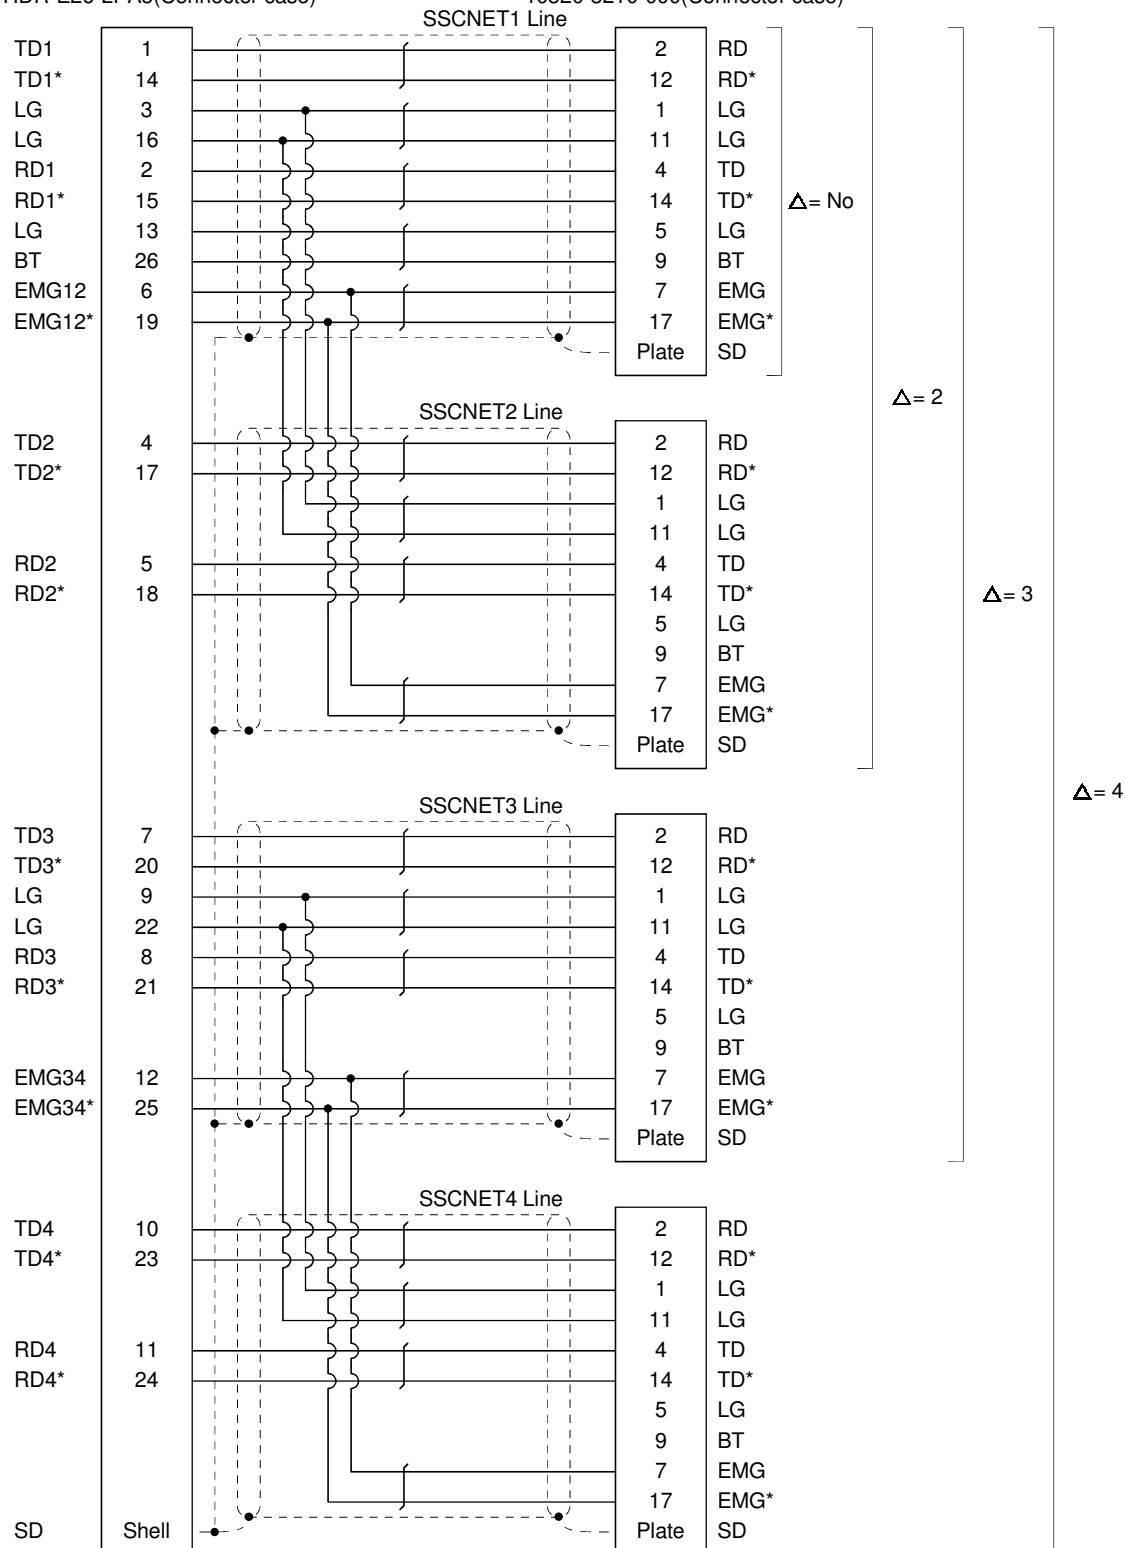 HDR-E26-LPA5(Connector case) 10320-3210-000(Connector case)
SSCNET1 Line
TD1 1 2 RD
TD1* 14 12 RD*
LG 3 1 LG
LG 16 11 LG
RD1 2 4 TD
RD1* 15 14 TD* Δ= No
LG 13 5 LG
BT 26 9 BT
EMG12 6 7 EMG
EMG12* 19 17 EMG*
Plate SD
Δ= 2
SSCNET2 Line
TD2 4 2 RD
TD2* 17 12 RD*
1 LG
11 LG
RD2 5 4 TD
RD2* 18 14 TD* Δ= 3
5 LG
9 BT
7 EMG
17 EMG*
Plate SD
Δ= 4
SSCNET3 Line
TD3 7 2 RD
TD3* 20 12 RD*
LG 9 1 LG
LG 22 11 LG
RD3 8 4 TD
RD3* 21 14 TD*
5 LG
9 BT
EMG34 12 7 EMG
EMG34* 25 17 EMG*
Plate SD
SSCNET4 Line
TD4 10 2 RD
TD4* 23 12 RD*
1 LG
11 LG
RD4 11 4 TD
RD4* 24 14 TD*
5 LG
9 BT
7 EMG
17 EMG*
SD Shell Plate SD